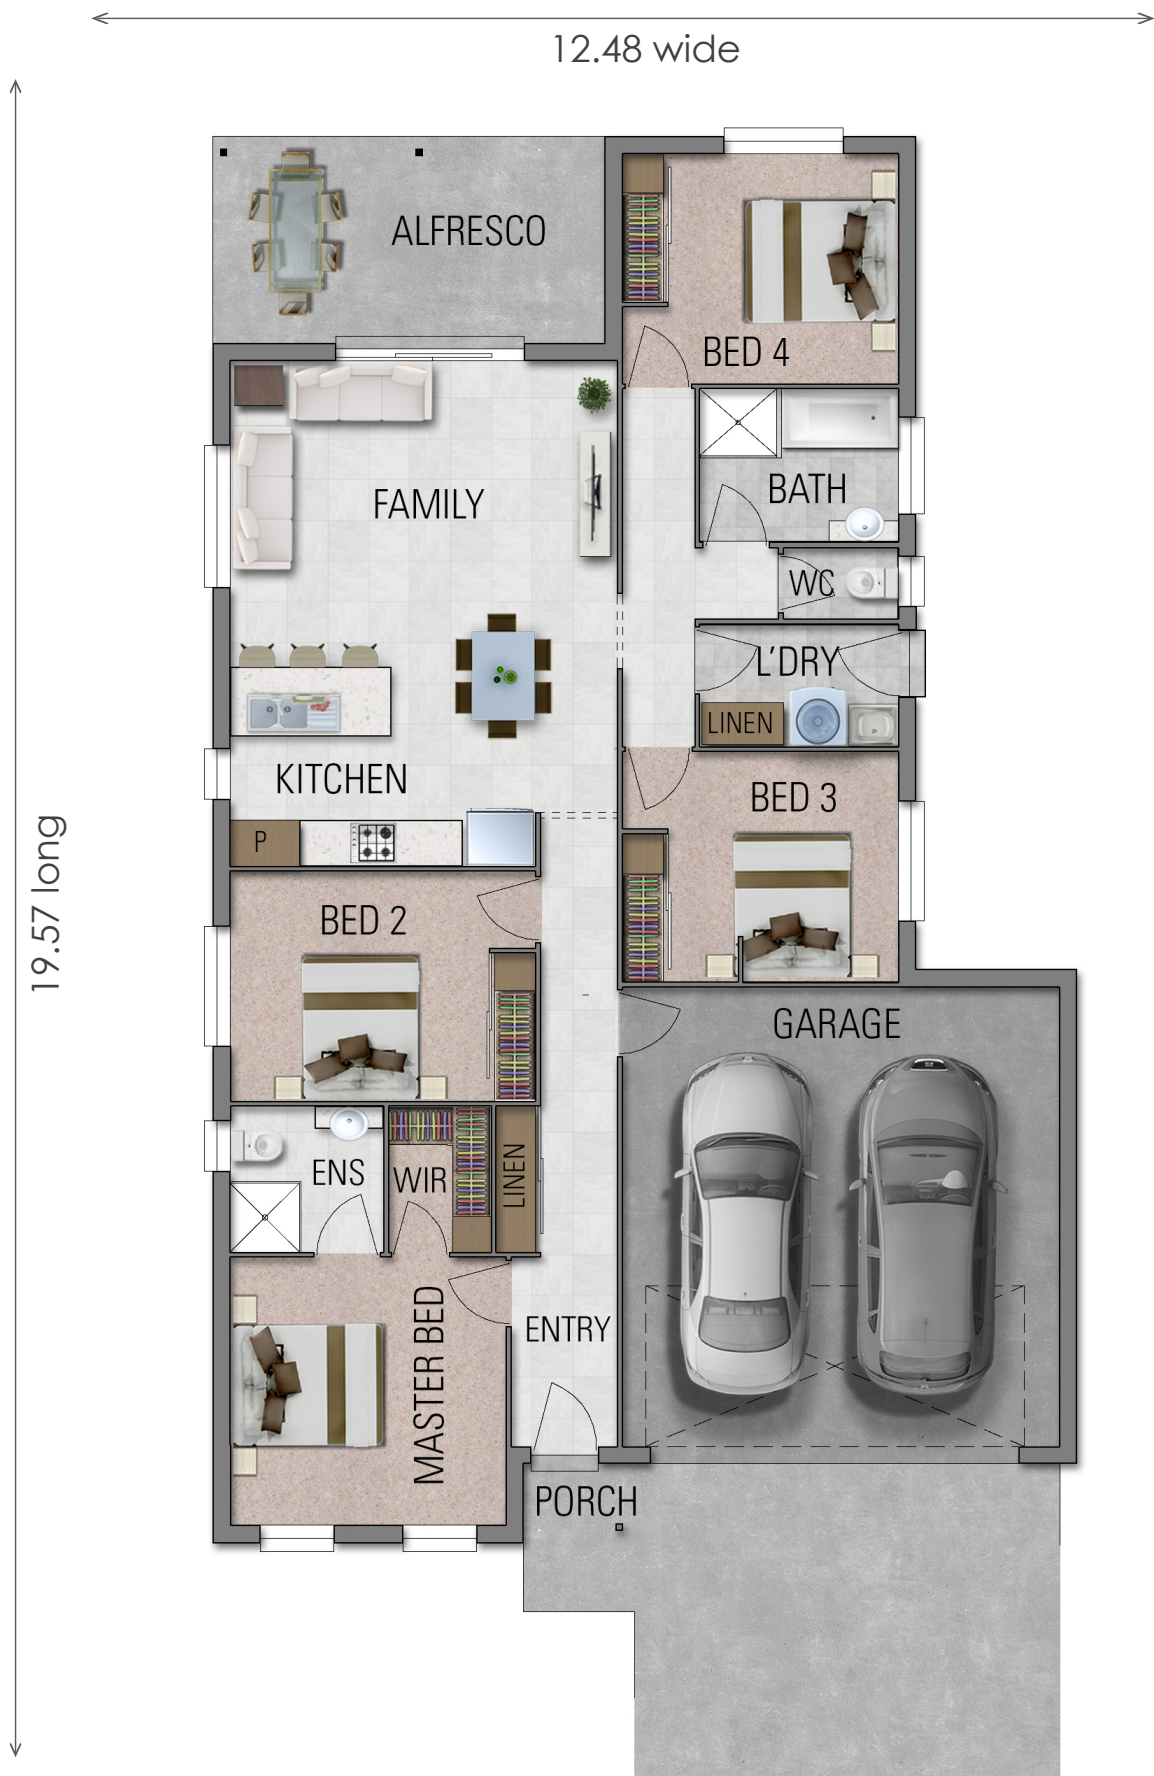 12.48 wide
19.57 long
ALFRESCO
BED 4
FAMILY
BATH
WC
L'DRY
LINEN
KITCHEN
BED 3
P
BED 2
GARAGE
ENS
WIR
LINEN
MASTER BED
ENTRY
PORCH